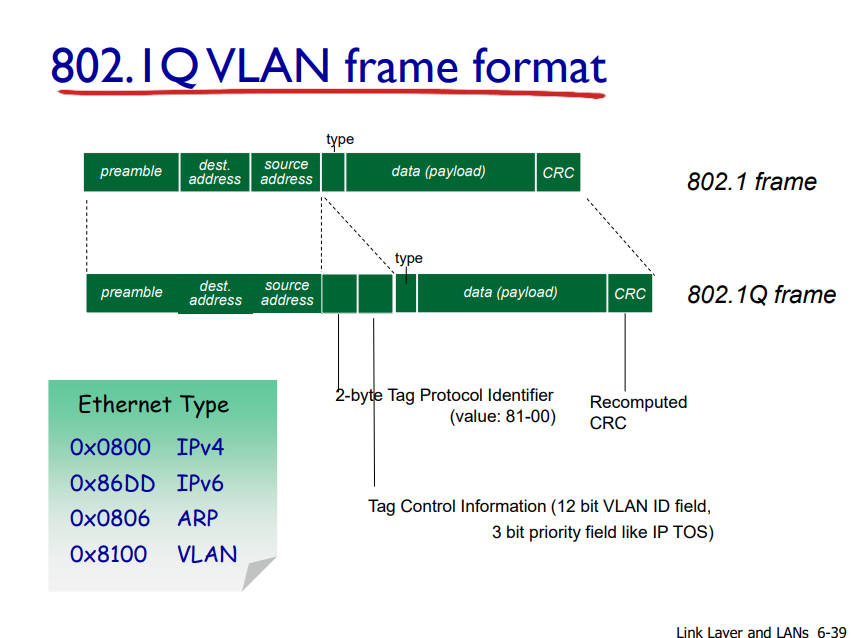 802.1Q VLAN frame format
type
preamble
dest.
address
source
address
data (payload)
CRC
802.1 frame
type
preamble
dest.
address
source
address
data (payload)
CRC
802.1Q frame
2-byte Tag Protocol Identifier
(value: 81-00)
Recomputed
CRC
Tag Control Information (12 bit VLAN ID field,
3 bit priority field like IP TOS)
Ethernet Type
0x0800 IPv4
0x86DD IPv6
0x0806 ARP
0x8100 VLAN
Link Layer and LANs 6-39